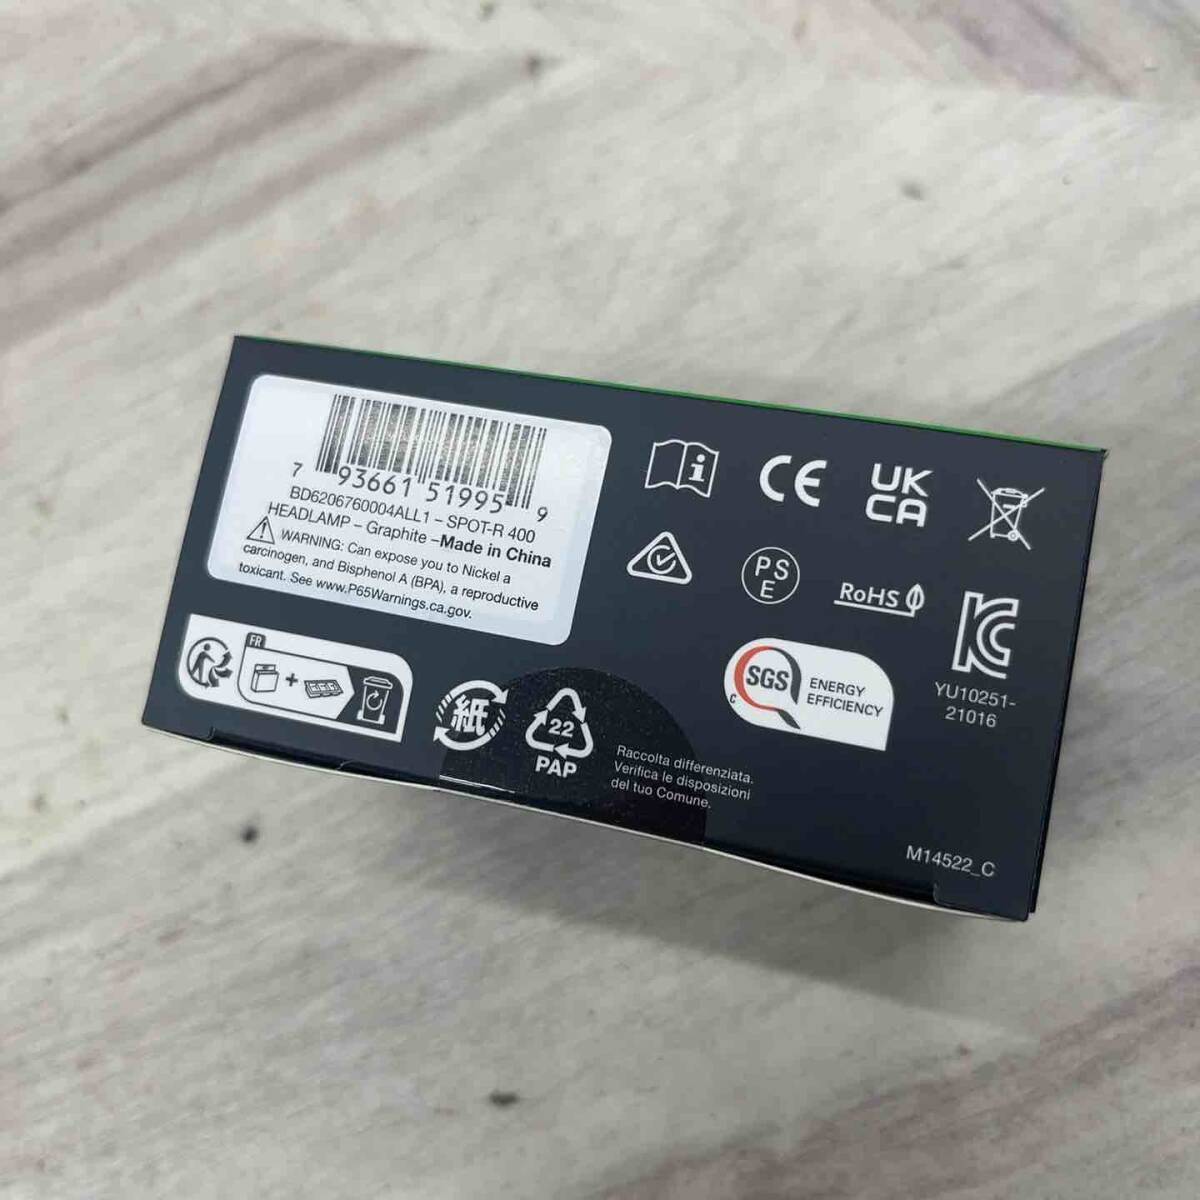 7 93661 51995 9
BD6206760004ALL1 – SPOT-R 400
HEADLAMP – Graphite –Made in China
WARNING: Can expose you to Nickel a
carcinogen, and Bisphenol A (BPA), a reproductive
toxicant. See www.P65Warnings.ca.gov.
CE
UK
CA
PS
E
RoHS
KC
YU10251-
21016
SGS
C
ENERGY
EFFICIENCY
FR
紙
22
PAP
Raccolta differenziata.
Verifica le disposizioni
del tuo Comune.
M14522_C